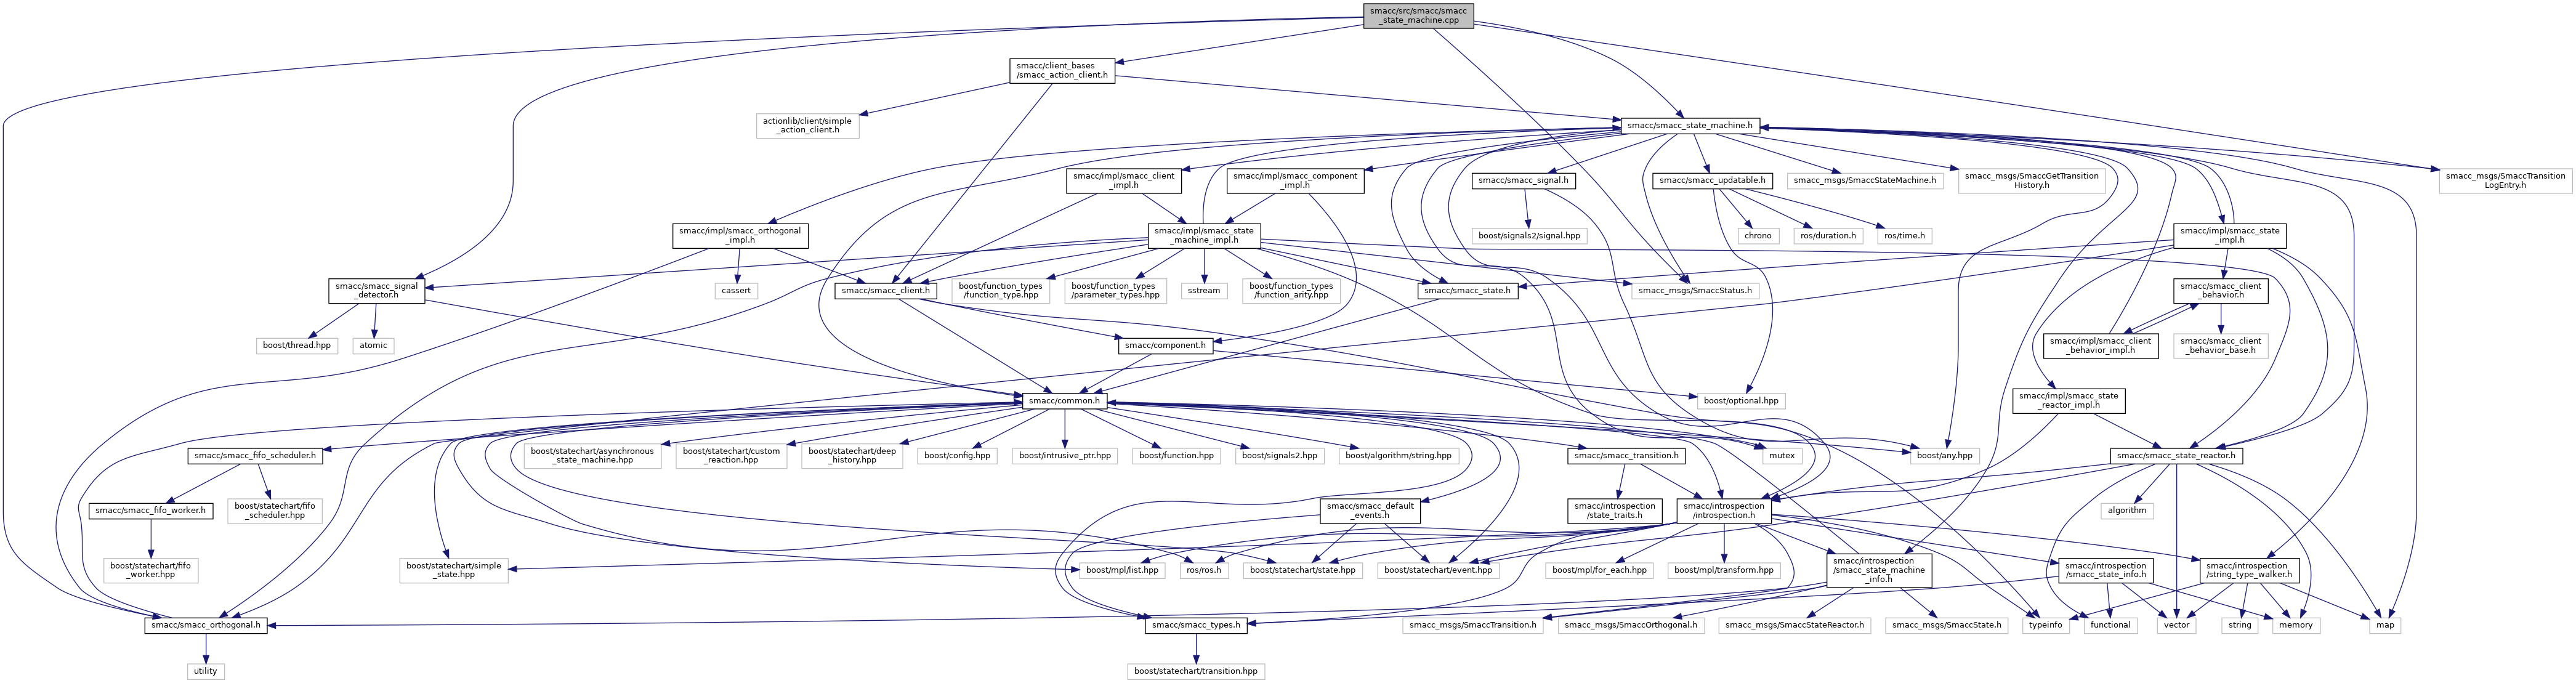 smacc/src/smacc/smacc
_state_machine.cpp
smacc/client_bases
/smacc_action_client.h
actionlib/client/simple
_action_client.h
smacc/smacc_state_machine.h
smacc/impl/smacc_client
_impl.h
smacc/impl/smacc_component
_impl.h
smacc/smacc_signal.h
smacc/smacc_updatable.h
smacc_msgs/SmaccStateMachine.h
smacc_msgs/SmaccGetTransition
History.h
smacc_msgs/SmaccTransition
LogEntry.h
smacc/impl/smacc_orthogonal
_impl.h
smacc/impl/smacc_state
_machine_impl.h
boost/signals2/signal.hpp
chrono
ros/duration.h
ros/time.h
smacc/impl/smacc_state
_impl.h
smacc/smacc_signal
_detector.h
cassert
smacc/smacc_client.h
boost/function_types
/function_type.hpp
boost/function_types
/parameter_types.hpp
sstream
boost/function_types
/function_arity.hpp
smacc/smacc_state.h
smacc_msgs/SmaccStatus.h
smacc/smacc_client
_behavior.h
boost/thread.hpp
atomic
smacc/component.h
smacc/impl/smacc_client
_behavior_impl.h
smacc/smacc_client
_behavior_base.h
smacc/common.h
boost/optional.hpp
smacc/impl/smacc_state
_reactor_impl.h
smacc/smacc_fifo_scheduler.h
boost/statechart/asynchronous
_state_machine.hpp
boost/statechart/custom
_reaction.hpp
boost/statechart/deep
_history.hpp
boost/config.hpp
boost/intrusive_ptr.hpp
boost/function.hpp
boost/signals2.hpp
boost/algorithm/string.hpp
smacc/smacc_transition.h
mutex
boost/any.hpp
smacc/smacc_state_reactor.h
smacc/smacc_fifo_worker.h
boost/statechart/fifo
_scheduler.hpp
smacc/smacc_default
_events.h
smacc/introspection
/state_traits.h
smacc/introspection
/introspection.h
algorithm
boost/statechart/fifo
_worker.hpp
boost/statechart/simple
_state.hpp
boost/mpl/list.hpp
ros/ros.h
boost/statechart/state.hpp
boost/statechart/event.hpp
boost/mpl/for_each.hpp
boost/mpl/transform.hpp
smacc/introspection
/smacc_state_machine
_info.h
smacc/introspection
/smacc_state_info.h
smacc/introspection
/string_type_walker.h
smacc/smacc_orthogonal.h
smacc/smacc_types.h
smacc_msgs/SmaccTransition.h
smacc_msgs/SmaccOrthogonal.h
smacc_msgs/SmaccStateReactor.h
smacc_msgs/SmaccState.h
typeinfo
functional
vector
string
memory
map
utility
boost/statechart/transition.hpp